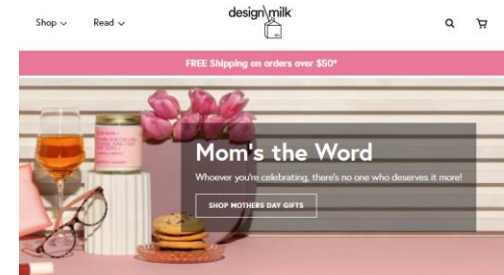 Shop
Read
design milk
FREE Shipping on orders over $50*
Mom's the Word
Whoever you're celebrating, there's no one who deserves it more!
SHOP MOTHERS DAY GIFTS